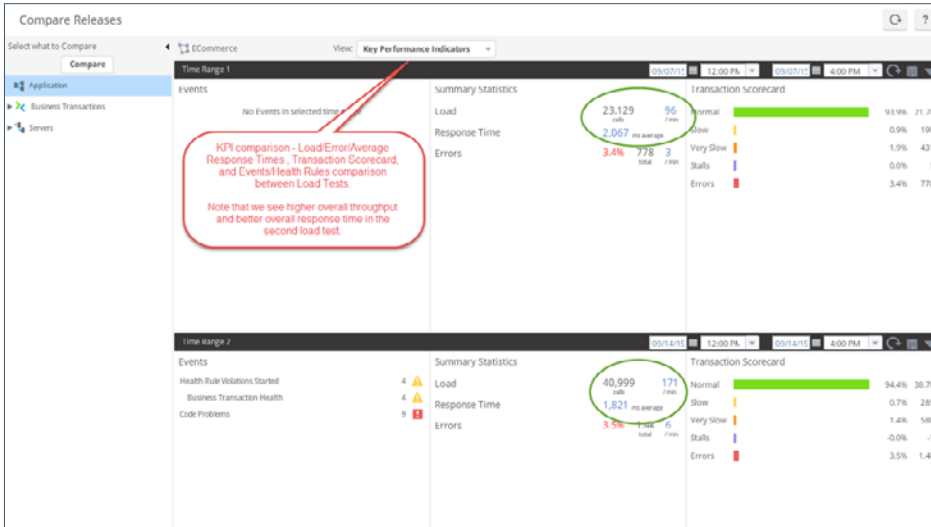 Compare Releases
?
Select what to Compare
ECommerce
View:
Key Performance Indicators
Compare
Application
Business Transactions
Servers
Time Range 1
09/07/15
12:00 PM
09/07/15
4:00 PM
Events
No Events in selected time
Summary Statistics
Load
23,129
calls
96
/ min
Response Time
2,067 ms average
Errors
3.4%
778
total
3
/ min
Transaction Scorecard
Normal
93.9%
Slow
0.9%
Very Slow
1.9%
Stalls
0.0%
Errors
3.4%
KPI comparison - Load/Error/Average
Response Times , Transaction Scorecard,
and Events/Health Rules comparison
between Load Tests.
Note that we see higher overall throughput
and better overall response time in the
second load test.
Time Range 2
09/14/15
12:00 PM
09/14/15
4:00 PM
Events
Health Rule Violations Started
4
Business Transaction Health
4
Code Problems
9
Summary Statistics
Load
40,999
calls
171
/ min
Response Time
1,821 ms average
Errors
3.5%
1.4k
total
6
/ min
Transaction Scorecard
Normal
94.4%
Slow
0.7%
Very Slow
1.4%
Stalls
-0.0%
Errors
3.5%